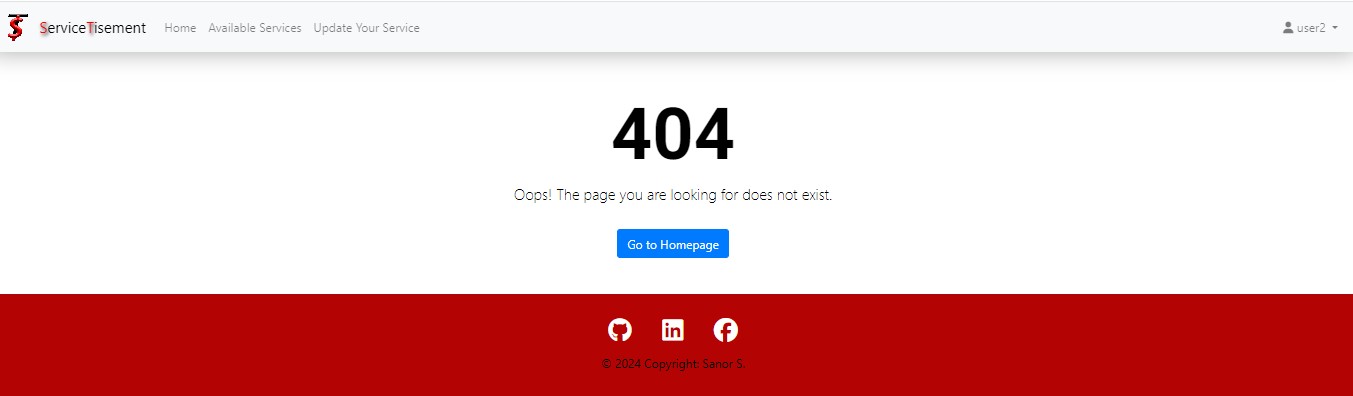 ServiceTisement Home Available Services Update Your Service user2
404
Oops! The page you are looking for does not exist.
Go to Homepage
© 2024 Copyright: Sanor S.